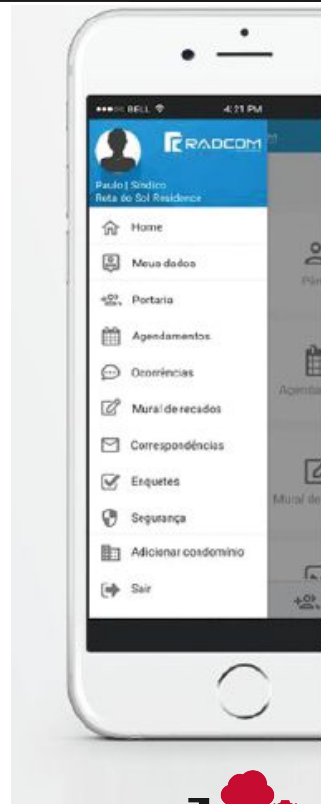 BELL 4:21 PM
RADCOM
Paulo | Síndico
Rota do Sol Residence
Home
Meus dados
Portaria
Agendamentos
Ocorrências
Mural de recados
Correspondências
Enquetes
Segurança
Adicionar condomínio
Sair